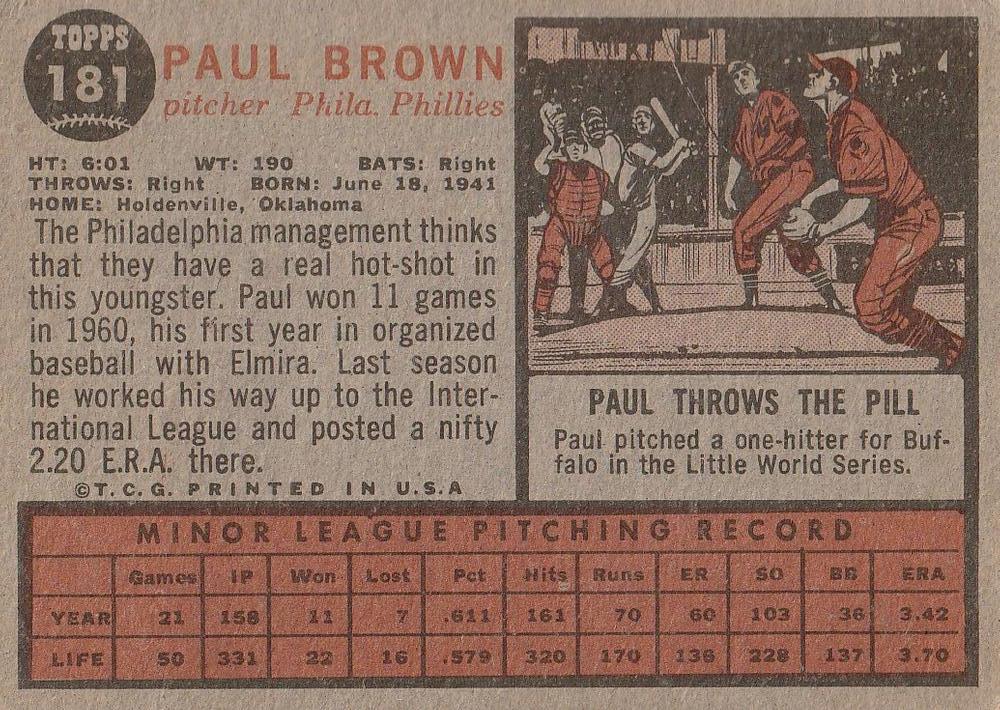 TOPPS
181
PAUL BROWN
pitcher Phila. Phillies
HT: 6:01 WT: 190 BATS: Right
THROWS: Right BORN: June 18, 1941
HOME: Holdenville, Oklahoma
The Philadelphia management thinks
that they have a real hot-shot in
this youngster. Paul won 11 games
in 1960, his first year in organized
baseball with Elmira. Last season
he worked his way up to the Inter-
national League and posted a nifty
2.20 E.R.A. there.
©T.C.G. PRINTED IN U.S.A
PAUL THROWS THE PILL
Paul pitched a one-hitter for Buf-
falo in the Little World Series.
MINOR LEAGUE PITCHING RECORD
Games IP Won Lost Pct Hits Runs ER SO BB ERA
YEAR 21 158 11 7 .611 161 70 60 103 36 3.42
LIFE 50 331 22 16 .579 320 170 136 228 137 3.70